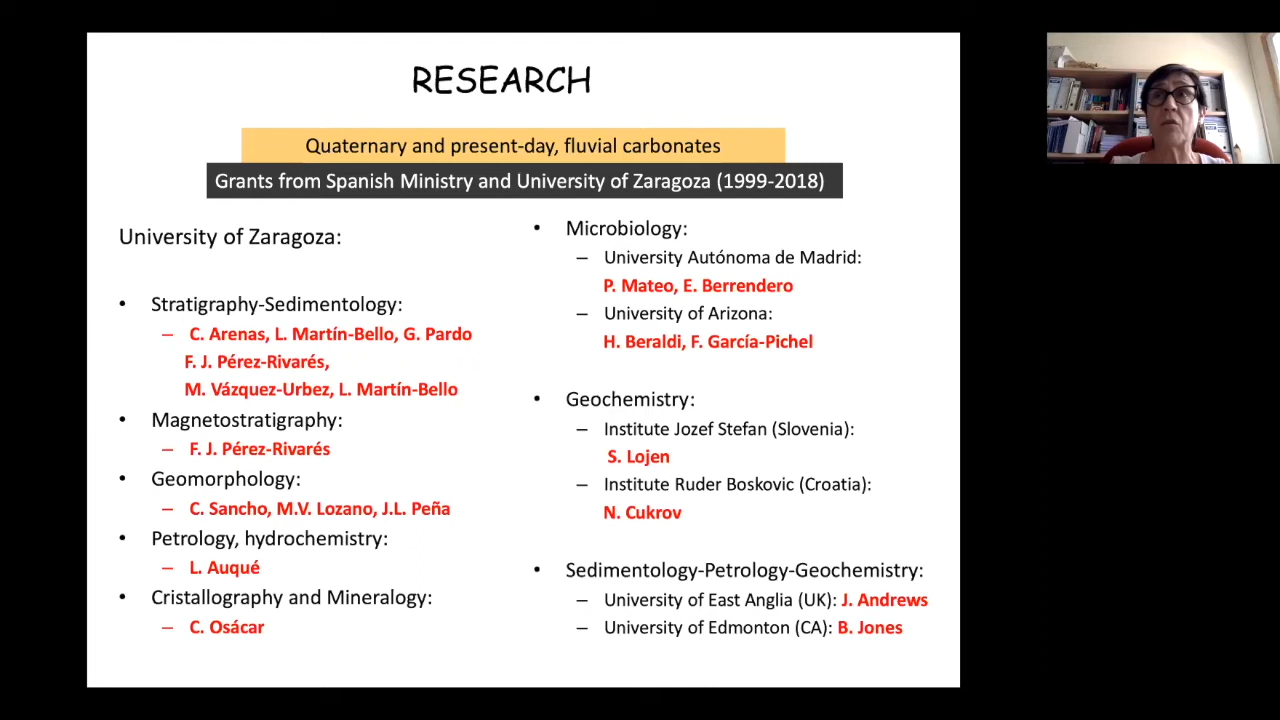 RESEARCH
Quaternary and present-day, fluvial carbonates
Grants from Spanish Ministry and University of Zaragoza (1999-2018)
University of Zaragoza:
• Stratigraphy-Sedimentology:
– C. Arenas, L. Martín-Bello, G. Pardo
F. J. Pérez-Rivarés,
M. Vázquez-Urbez, L. Martín-Bello
• Magnetostratigraphy:
– F. J. Pérez-Rivarés
• Geomorphology:
– C. Sancho, M.V. Lozano, J.L. Peña
• Petrology, hydrochemistry:
– L. Auqué
• Cristallography and Mineralogy:
– C. Osácar
• Microbiology:
– University Autónoma de Madrid:
P. Mateo, E. Berrendero
– University of Arizona:
H. Beraldi, F. García-Pichel
• Geochemistry:
– Institute Jozef Stefan (Slovenia):
S. Lojen
– Institute Ruder Boskovic (Croatia):
N. Cukrov
• Sedimentology-Petrology-Geochemistry:
– University of East Anglia (UK): J. Andrews
– University of Edmonton (CA): B. Jones